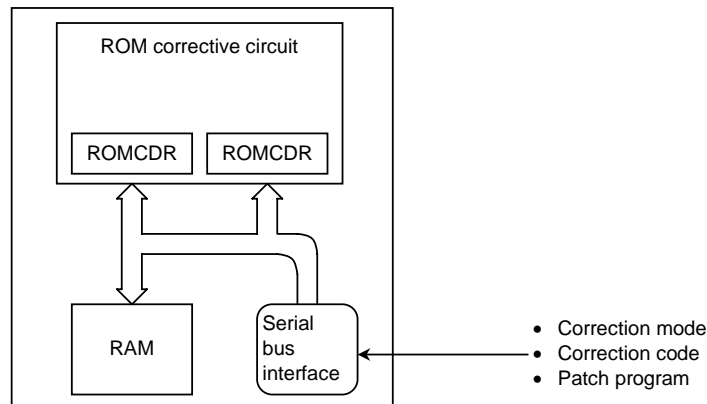 ROM corrective circuit
ROMCDR
ROMCDR
RAM
Serial
bus
interface
• Correction mode
• Correction code
• Patch program